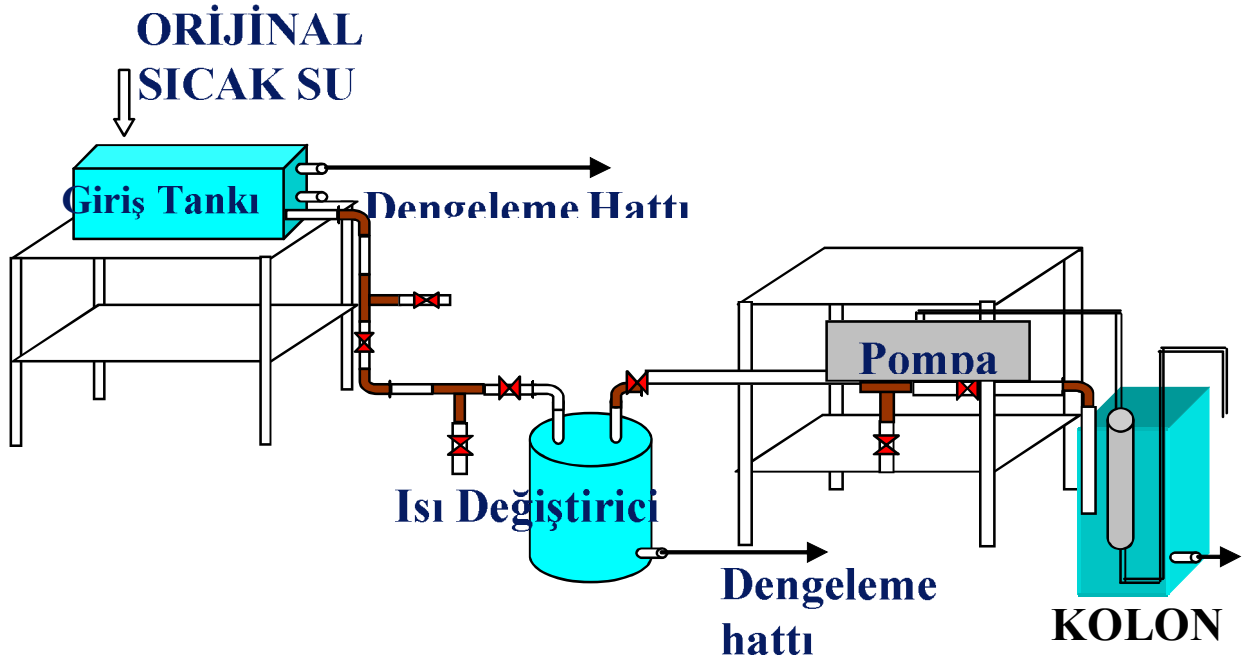 ORİJİNAL
SICAK SU
Giriş Tankı
Dengeleme Hattı
Pompa
Isı Değiştirici
Dengeleme
hattı
KOLON